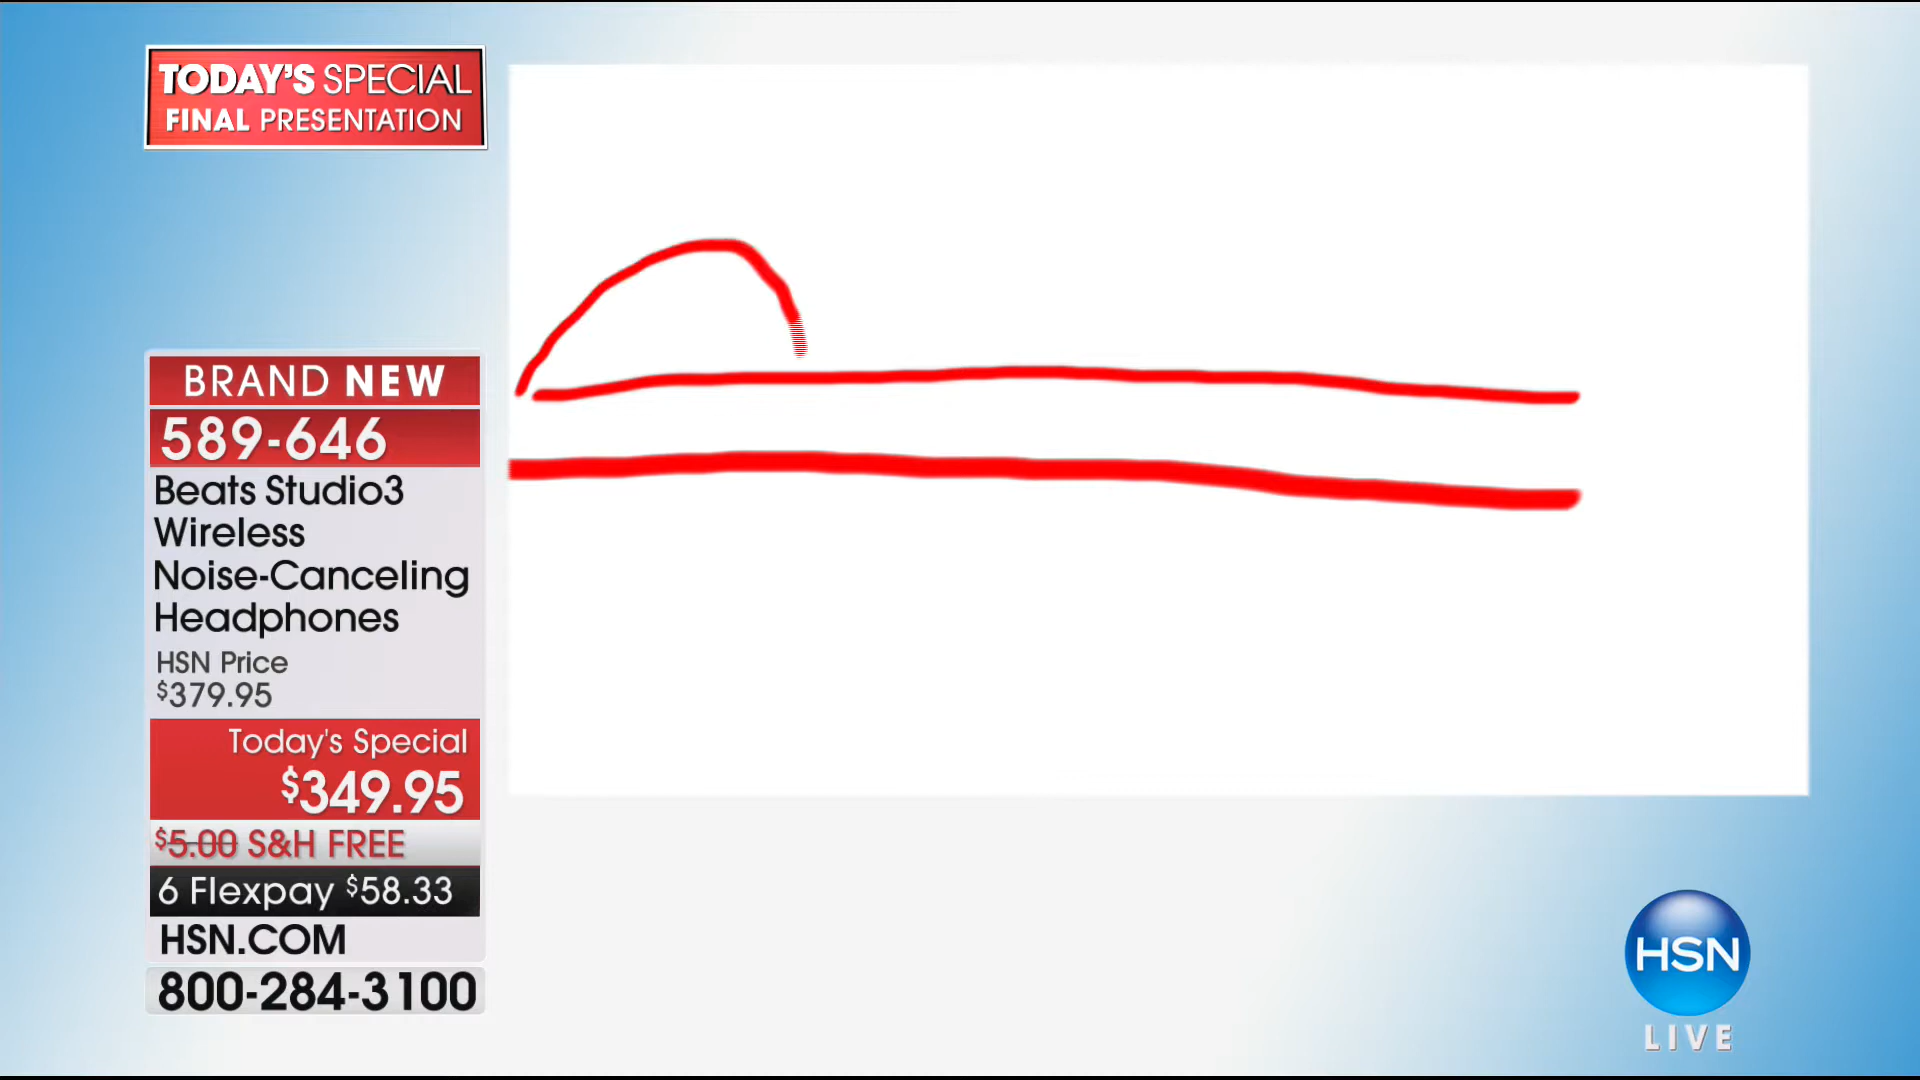 TODAY'S SPECIAL
FINAL PRESENTATION
BRAND NEW
589-646
Beats Studio3
Wireless
Noise-Canceling
Headphones
HSN Price
$379.95
Today's Special
$349.95
$5.00 S&H FREE
6 Flexpay $58.33
HSN.COM
800-284-3100
HSN
LIVE